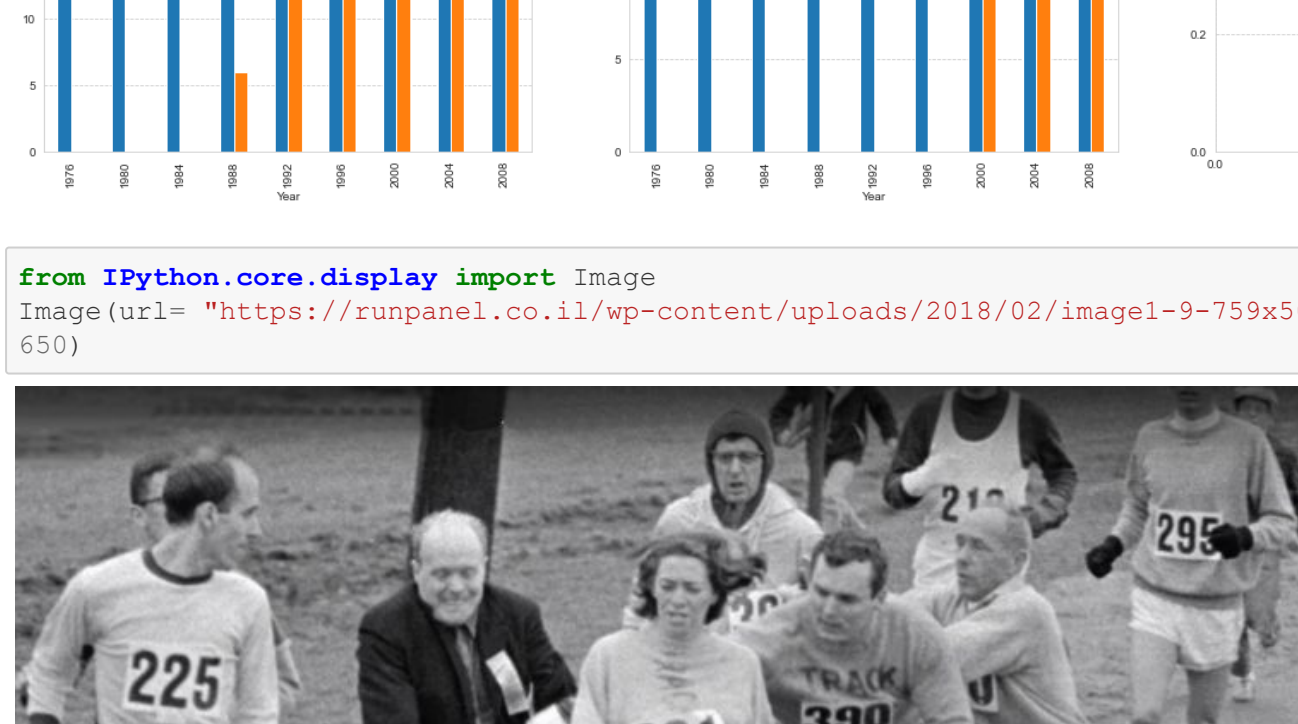 10
5
0
1976 1980 1984 1988 1992 1996 2000 2004 2008
Year
5
0
1976 1980 1984 1988 1992 1996 2000 2004 2008
Year
0.2
0.0
0.0
from IPython.core.display import Image
Image(url= "https://runpanel.co.il/wp-content/uploads/2018/02/image1-9-759x5
650)
295
225
TRACK
390